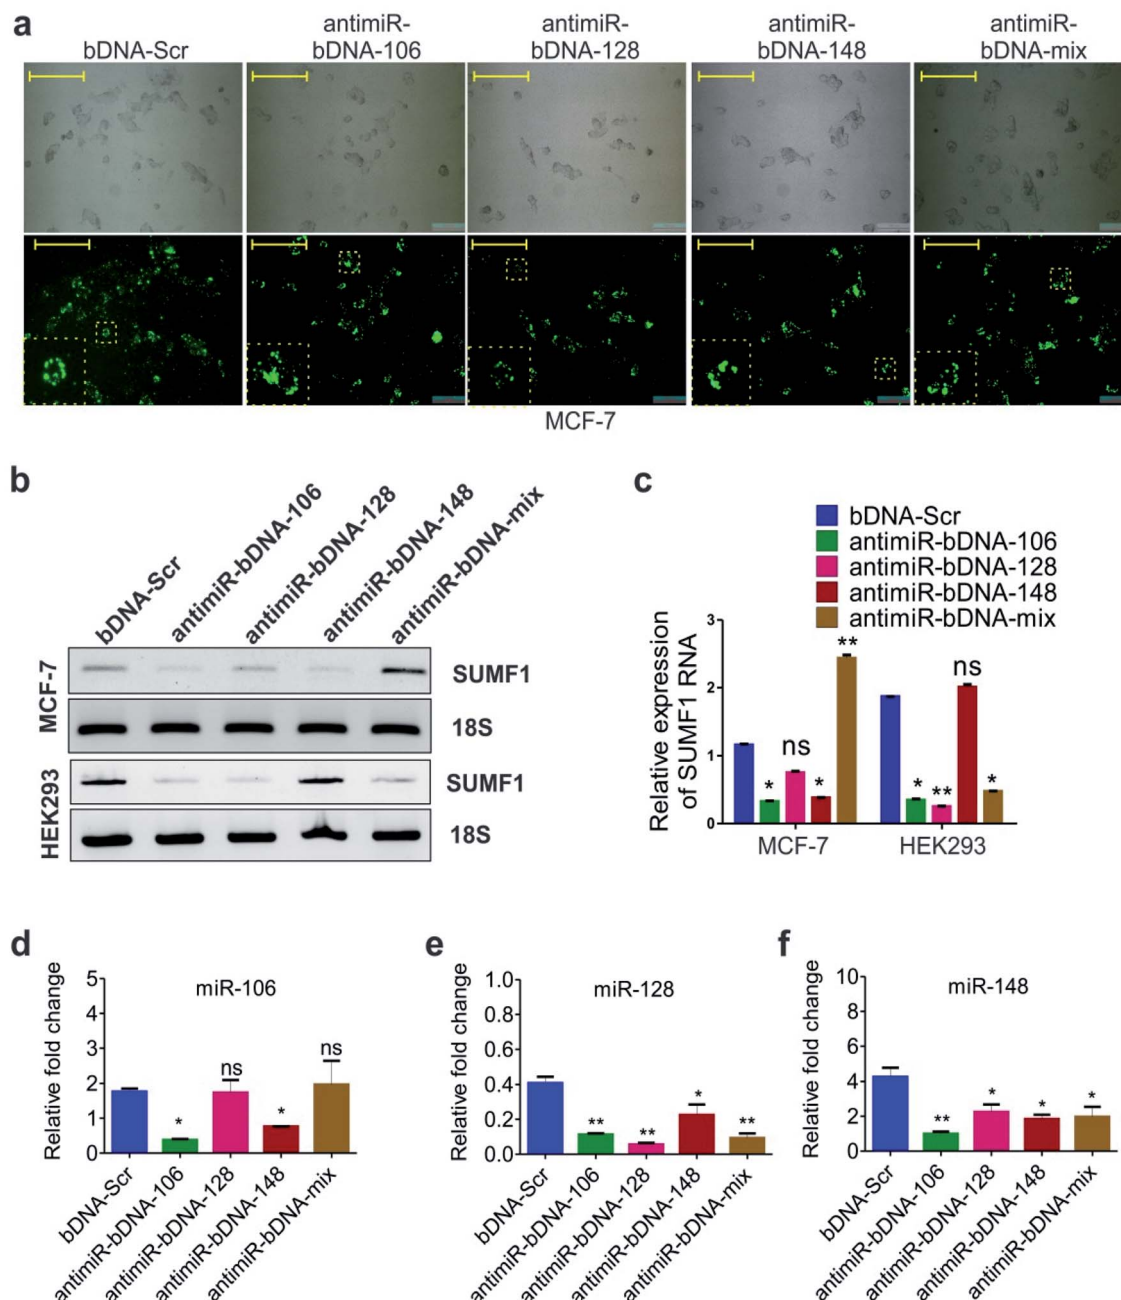 a
bDNA-Scr
antimiR-
bDNA-106
antimiR-
bDNA-128
antimiR-
bDNA-148
antimiR-
bDNA-mix
MCF-7
b
bDNA-Scr
antimiR-bDNA-106
antimiR-bDNA-128
antimiR-bDNA-148
antimiR-bDNA-mix
MCF-7
SUMF1
18S
HEK293
SUMF1
18S
c
bDNA-Scr
antimiR-bDNA-106
antimiR-bDNA-128
antimiR-bDNA-148
antimiR-bDNA-mix
Relative expression
of SUMF1 RNA
3
2
1
0
*
ns
*
**
*
**
ns
*
MCF-7
HEK293
d
miR-106
Relative fold change
5
4
3
2
1
0
*
ns
*
ns
bDNA-Scr
antimiR-bDNA-106
antimiR-bDNA-128
antimiR-bDNA-148
antimiR-bDNA-mix
e
miR-128
Relative fold change
1.0
0.8
0.6
0.4
0.2
0.0
**
**
*
**
bDNA-Scr
antimiR-bDNA-106
antimiR-bDNA-128
antimiR-bDNA-148
antimiR-bDNA-mix
f
miR-148
Relative fold change
10
8
6
4
2
0
**
*
*
*
bDNA-Scr
antimiR-bDNA-106
antimiR-bDNA-128
antimiR-bDNA-148
antimiR-bDNA-mix